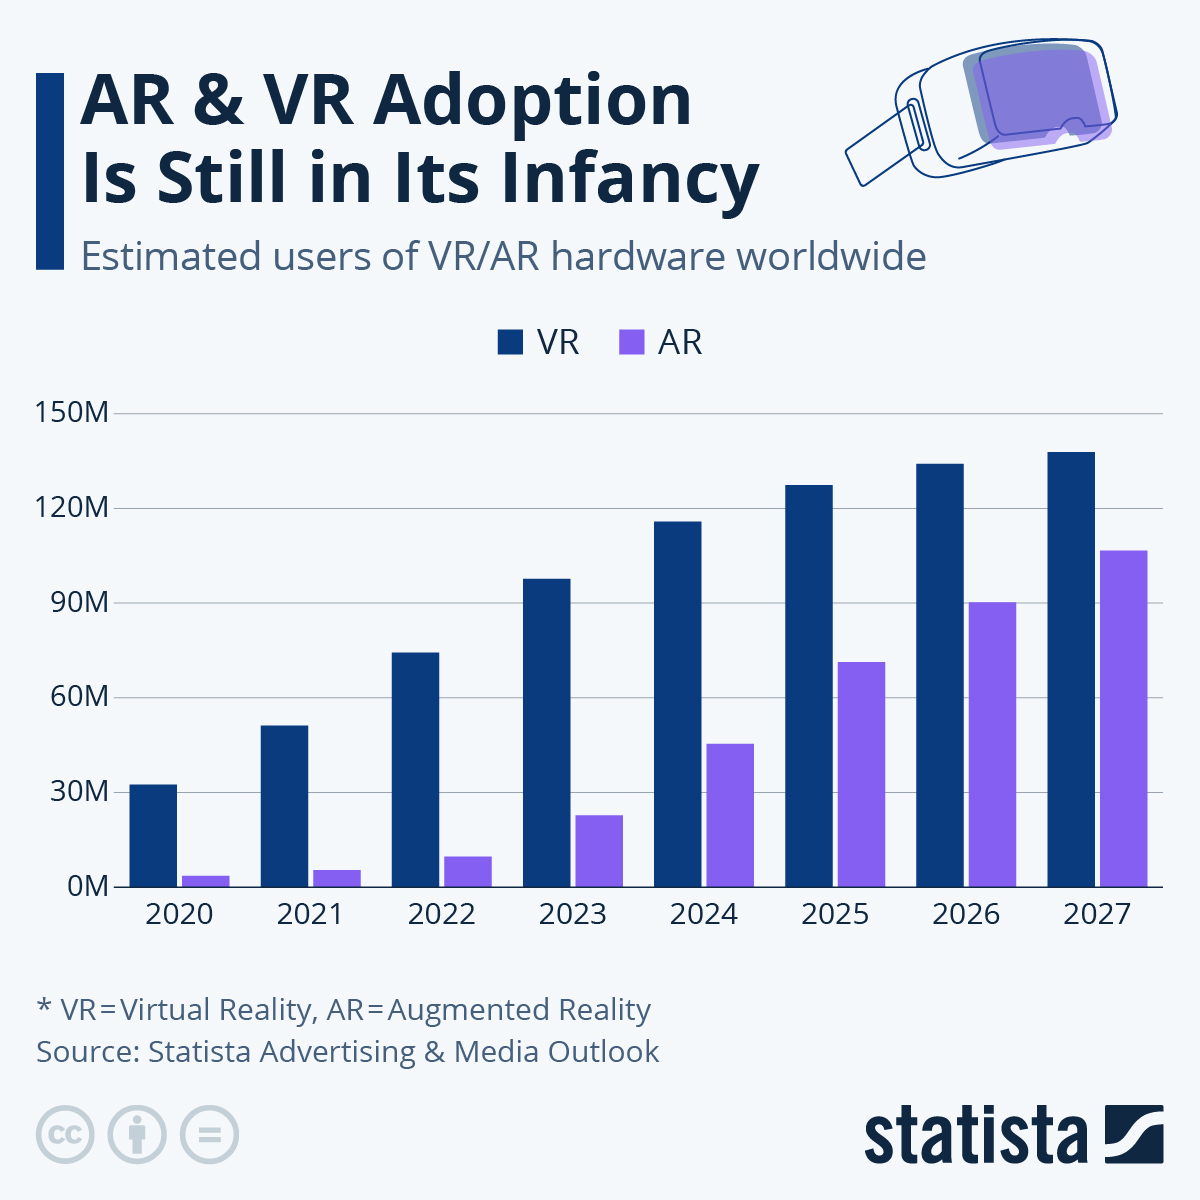 AR & VR Adoption
Is Still in Its Infancy
Estimated users of VR/AR hardware worldwide
VR AR
150M
120M
90M
60M
30M
0M
2020 2021 2022 2023 2024 2025 2026 2027
* VR=Virtual Reality, AR=Augmented Reality
Source: Statista Advertising & Media Outlook
cc
statista